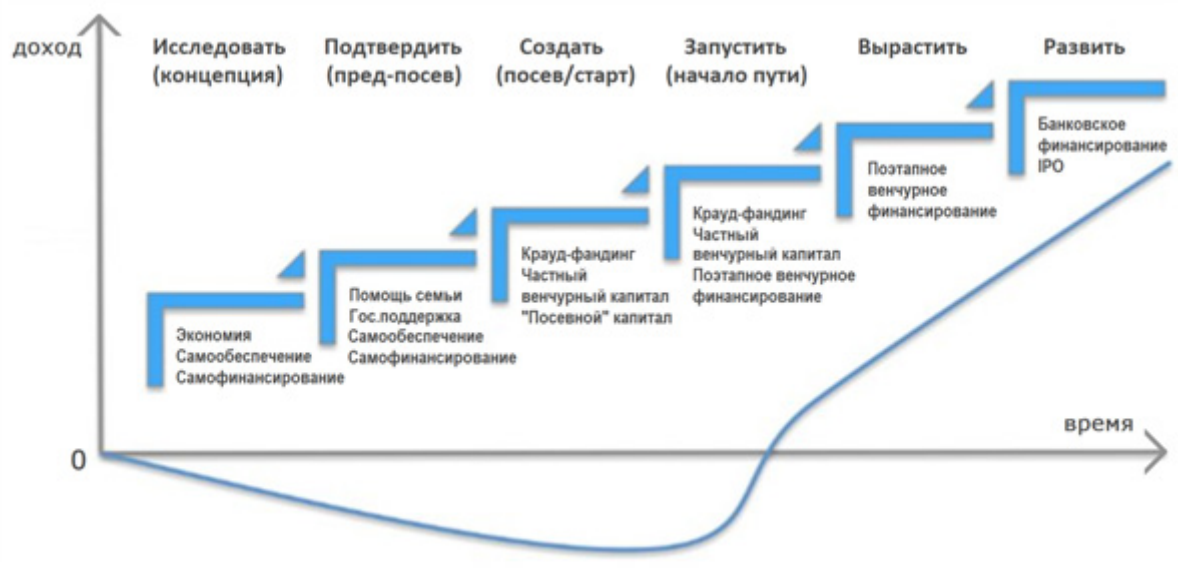 доход
Исследовать
(концепция)
Подтвердить
(пред-посев)
Создать
(посев/старт)
Запустить
(начало пути)
Вырастить
Развить
Экономия
Самообеспечение
Самофинансирование
Помощь семьи
Гос.поддержка
Самообеспечение
Самофинансирование
Крауд-фандинг
Частный
венчурный капитал
"Посевной" капитал
Крауд-фандинг
Частный
венчурный капитал
Поэтапное венчурное
финансирование
Поэтапное
венчурное
финансирование
Банковское
финансирование
IPO
время
0